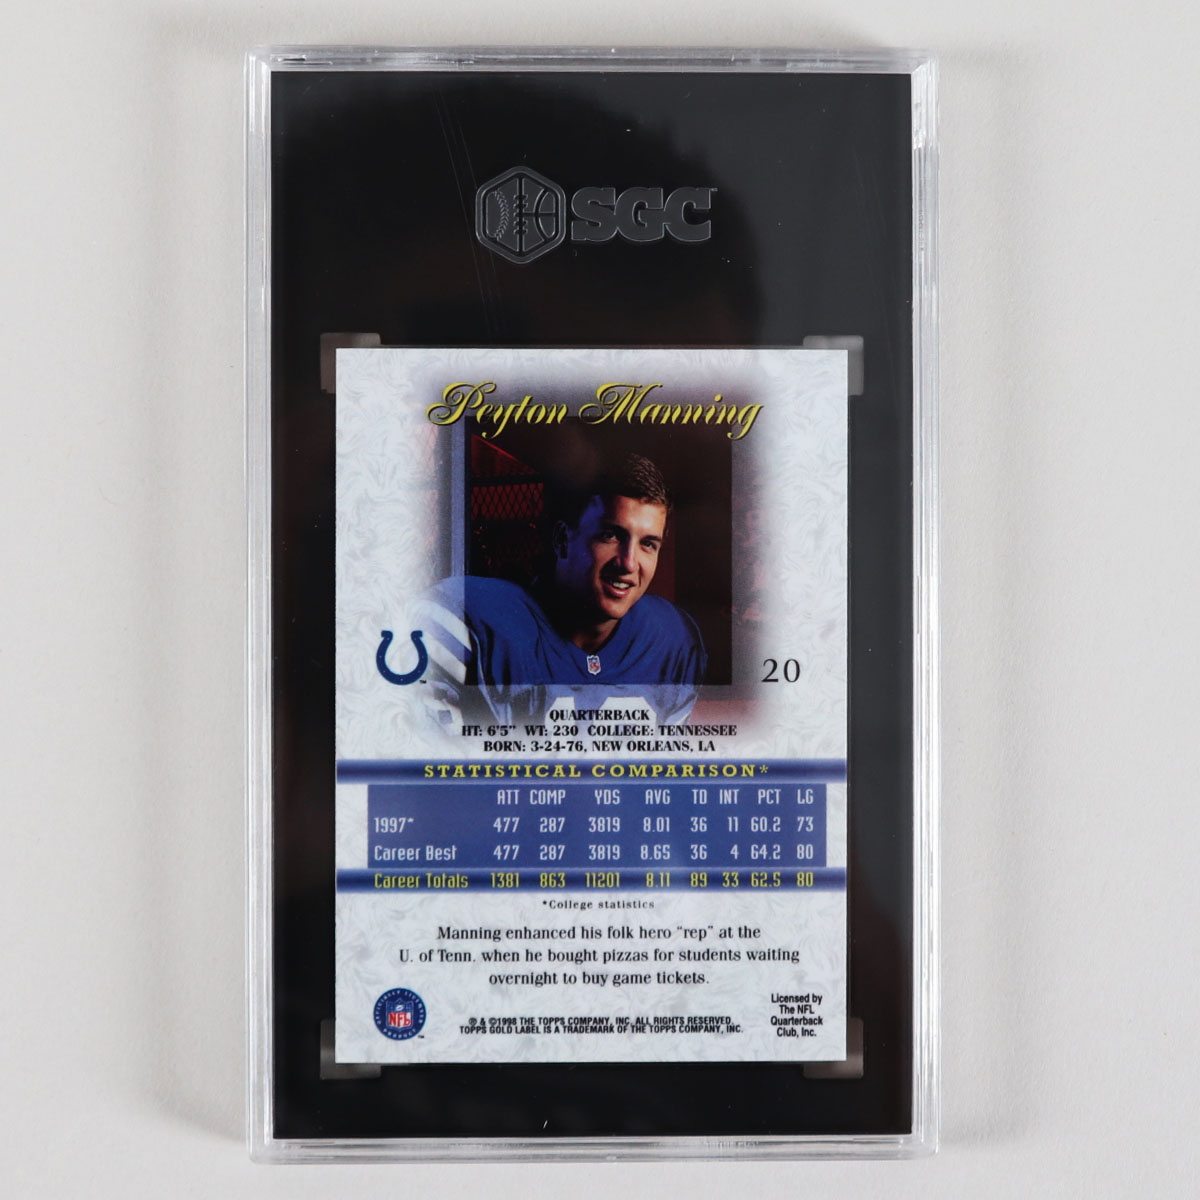 SGC
Peyton Manning
20
QUARTERBACK
HT: 6'5" WT: 230 COLLEGE: TENNESSEE
BORN: 3-24-76, NEW ORLEANS, LA
STATISTICAL COMPARISON*
ATT COMP YDS AVG TD INT PCT LG
1997* 477 287 3819 8.01 36 11 60.2 73
Career Best 477 287 3819 8.65 36 4 64.2 80
Career Totals 1381 863 11201 8.11 89 33 62.5 80
*College statistics
Manning enhanced his folk hero "rep" at the
U. of Tenn. when he bought pizzas for students waiting
overnight to buy game tickets.
NFL
® & ©1998 THE TOPPS COMPANY, INC. ALL RIGHTS RESERVED.
TOPPS GOLD LABEL IS A TRADEMARK OF THE TOPPS COMPANY, INC.
Licensed by
The NFL
Quarterback
Club, Inc.